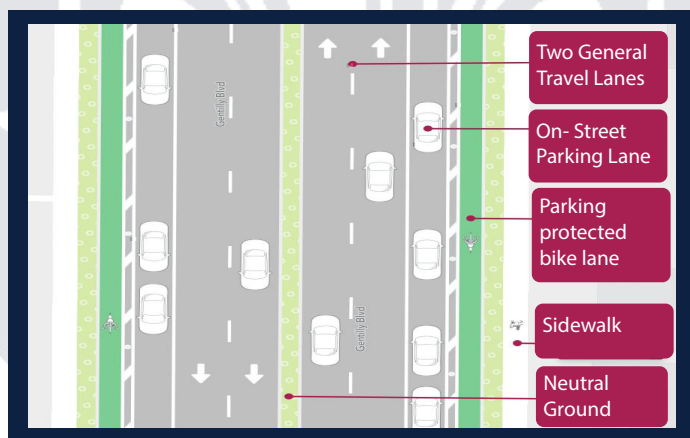 Two General
Travel Lanes
On- Street
Parking Lane
Parking
protected
bike lane
Sidewalk
Neutral
Ground
Gentilly Blvd
Gentilly Blvd